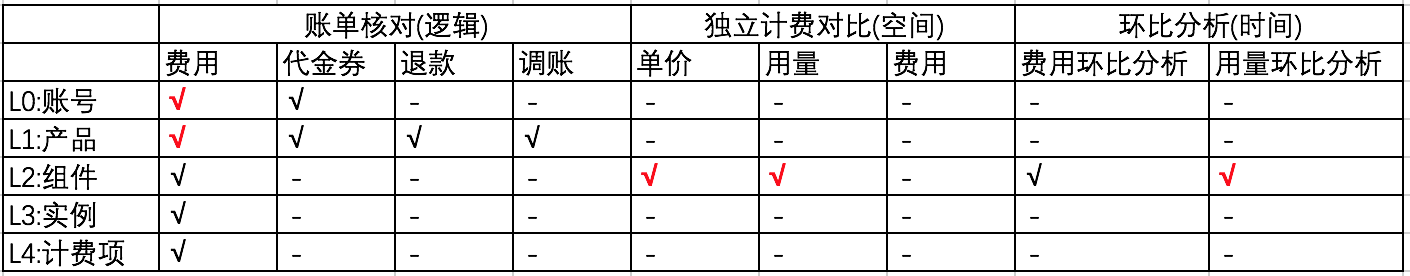 账单核对(逻辑) 独立计费对比(空间) 环比分析(时间)
费用 代金券 退款 调账 单价 用量 费用 费用环比分析 用量环比分析
L0:账号 √ √ - - - - - - -
L1:产品 √ √ √ √ - - - - -
L2:组件 √ - - - √ √ - √ √
L3:实例 √ - - - - - - - -
L4:计费项 √ - - - - - - - -